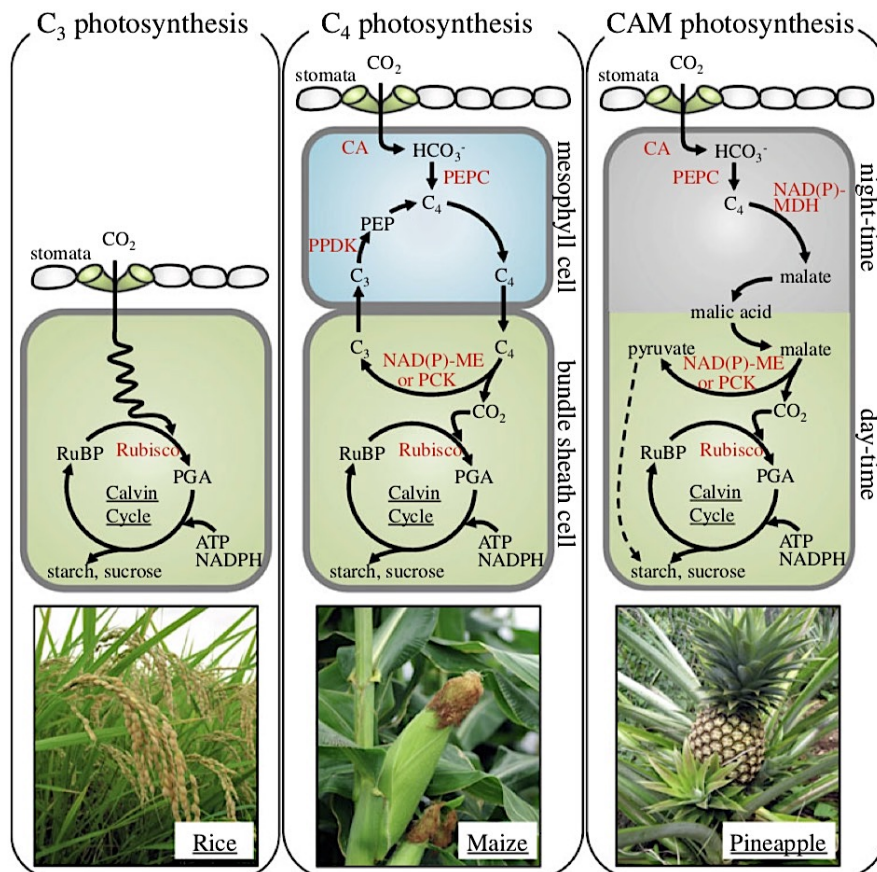 C₃ photosynthesis
CO₂
stomata
RuBP
Rubisco
PGA
Calvin
Cycle
ATP
NADPH
starch, sucrose
Rice
C₄ photosynthesis
CO₂
stomata
CA
HCO₃⁻
PEPC
C₄
PEP
PPDK
C₃
C₄
mesophyll cell
C₃
C₄
NAD(P)-ME
or PCK
CO₂
RuBP
Rubisco
PGA
Calvin
Cycle
ATP
NADPH
starch, sucrose
bundle sheath cell
Maize
CAM photosynthesis
CO₂
stomata
CA
HCO₃⁻
PEPC
C₄
NAD(P)-
MDH
malate
night-time
malic acid
pyruvate
malate
NAD(P)-ME
or PCK
CO₂
RuBP
Rubisco
PGA
Calvin
Cycle
ATP
NADPH
starch, sucrose
day-time
Pineapple